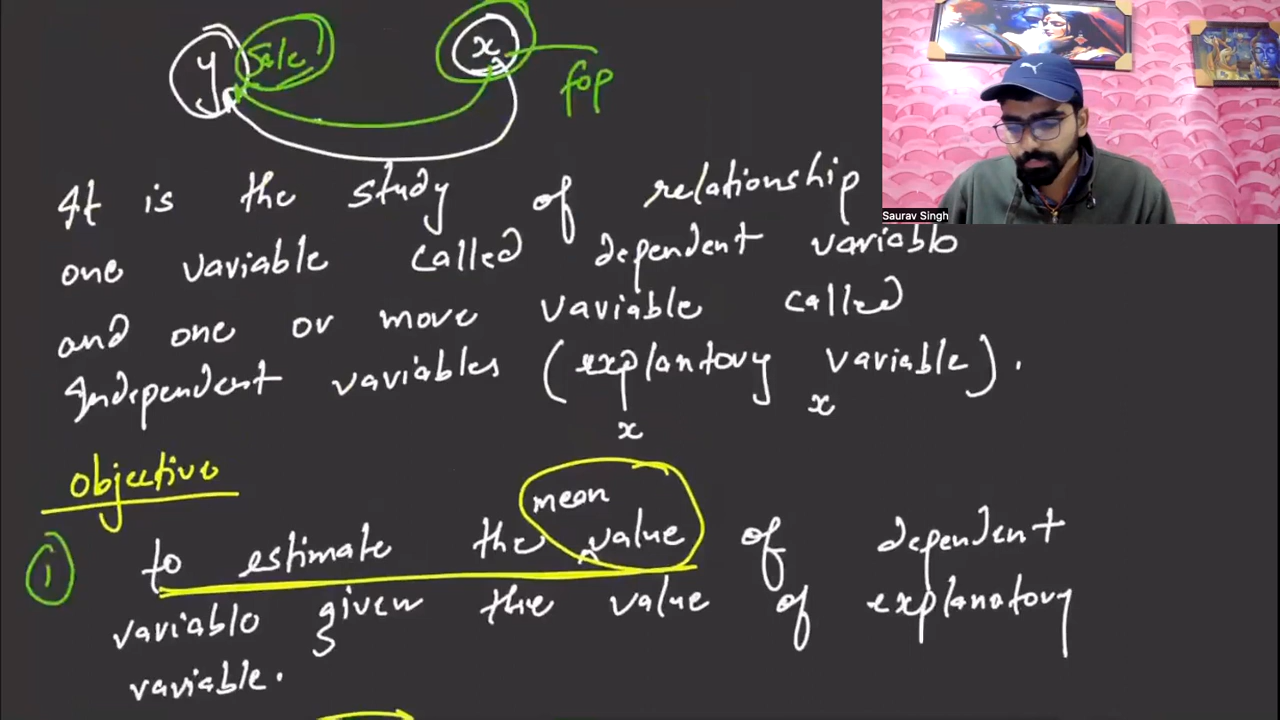 y sale x
fop
It is the study of relationship
one variable called dependent variable
and one or more variable called
Independent variables (explantory variable).
x x
objective
1 to estimate the mean value of dependent
variable given the value of explanatory
variable.
Saurav Singh